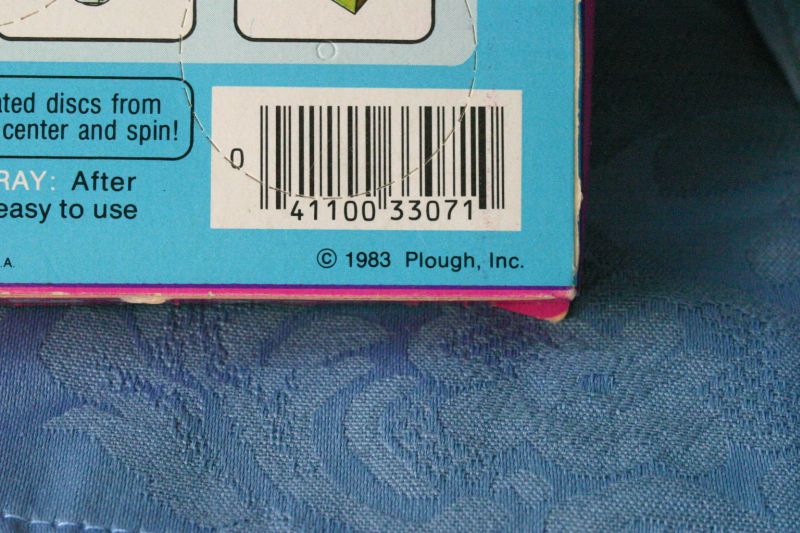 ated discs from
center and spin!
RAY: After
easy to use
.A.
0
41100 33071
© 1983 Plough, Inc.